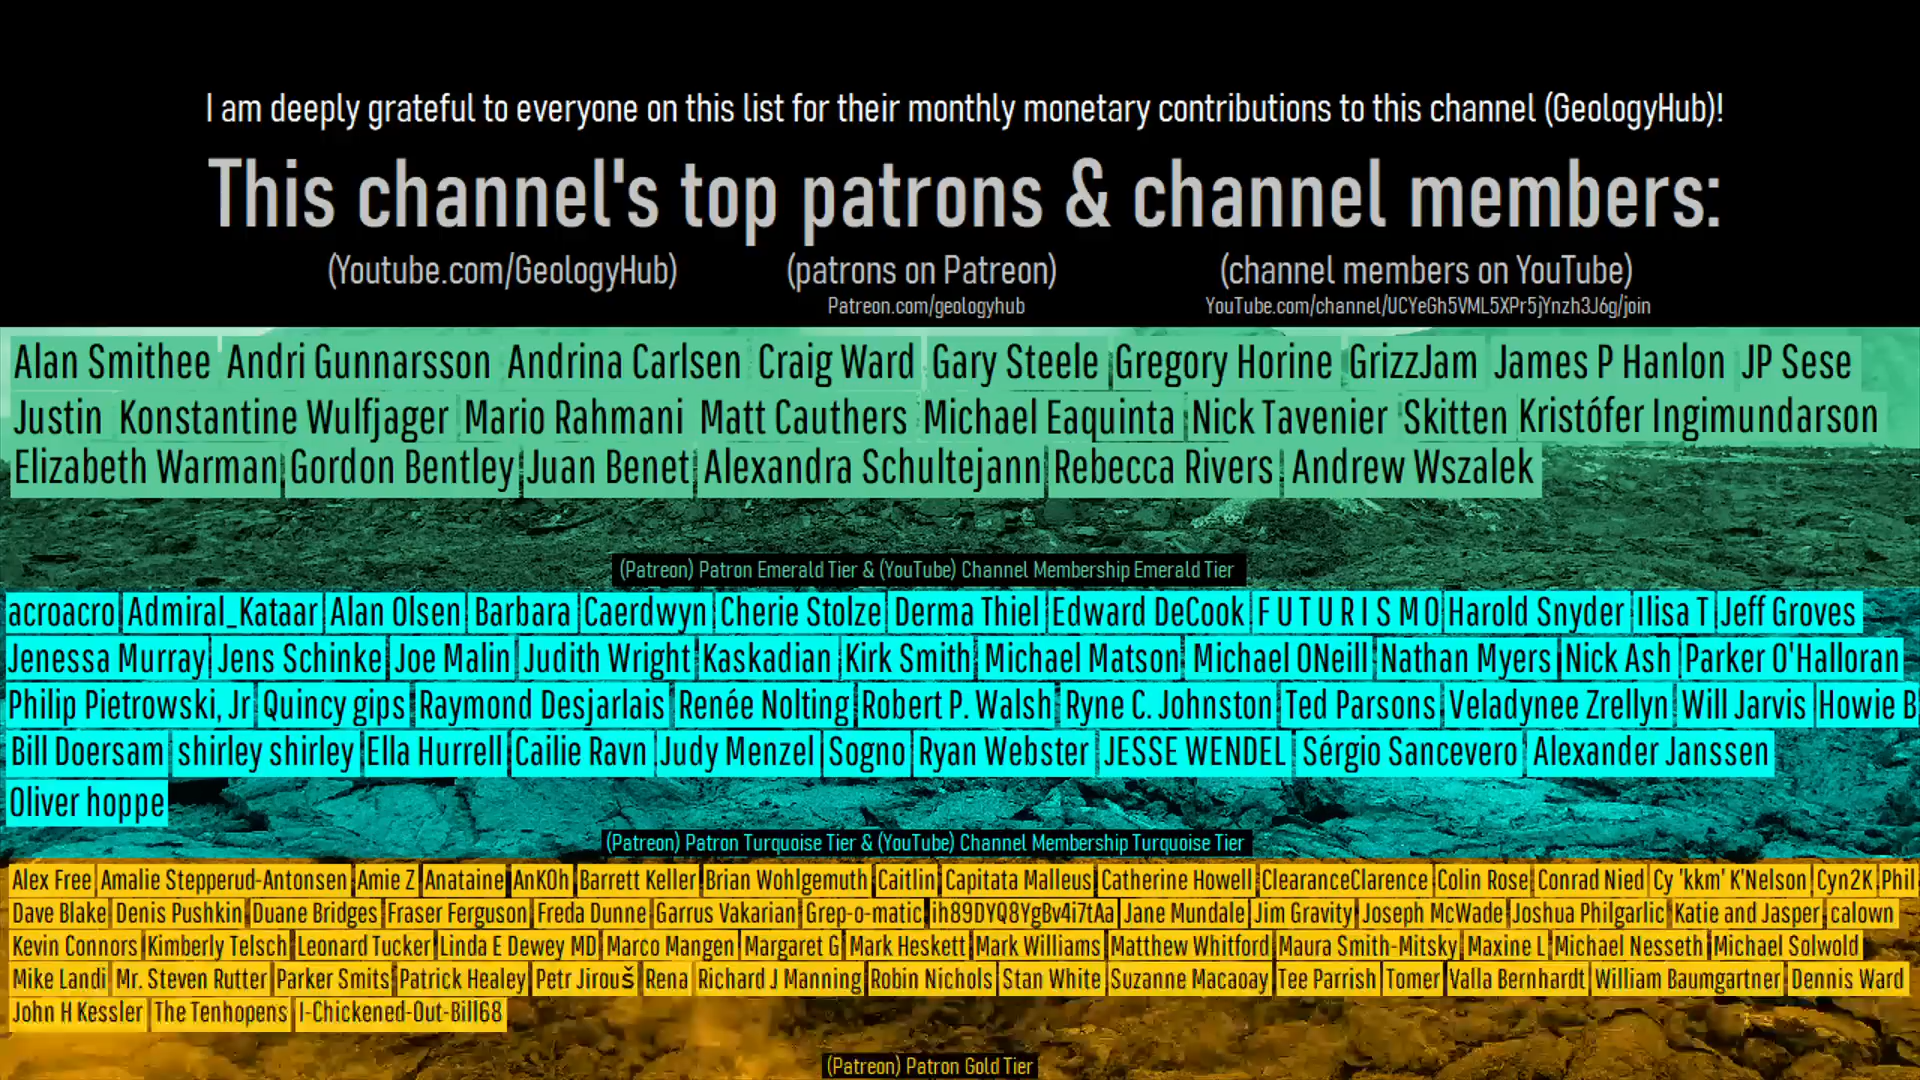 I am deeply grateful to everyone on this list for their monthly monetary contributions to this channel (GeologyHub)!
This channel's top patrons & channel members:
(Youtube.com/GeologyHub) (patrons on Patreon) (channel members on YouTube)
Patreon.com/geologyhub YouTube.com/channel/UCYeGh5VML5XPr5jYnzh3J6g/join
Alan Smithee Andri Gunnarsson Andrina Carlsen Craig Ward Gary Steele Gregory Horine GrizzJam James P Hanlon JP Sese
Justin Konstantine Wulfjager Mario Rahmani Matt Cauthers Michael Eaquinta Nick Tavenier Skitten Kristófer Ingimundarson
Elizabeth Warman Gordon Bentley Juan Benet Alexandra Schultejann Rebecca Rivers Andrew Wszalek
(Patreon) Patron Emerald Tier & (YouTube) Channel Membership Emerald Tier
acroacro Admiral_Kataar Alan Olsen Barbara Caerdwyn Cherie Stolze Derma Thiel Edward DeCook F U T U R I S M O Harold Snyder Ilisa T Jeff Groves
Jenessa Murray Jens Schinke Joe Malin Judith Wright Kaskadian Kirk Smith Michael Matson Michael ONeill Nathan Myers Nick Ash Parker O'Halloran
Philip Pietrowski, Jr Quincy gips Raymond Desjarlais Renée Nolting Robert P. Walsh Ryne C. Johnston Ted Parsons Veladynee Zrellyn Will Jarvis Howie B
Bill Doersam shirley shirley Ella Hurrell Cailie Ravn Judy Menzel Sogno Ryan Webster JESSE WENDEL Sérgio Sancevero Alexander Janssen
Oliver hoppe
(Patreon) Patron Turquoise Tier & (YouTube) Channel Membership Turquoise Tier
Alex Free Amalie Stepperud-Antonsen Amie Z Anataine AnKOh Barrett Keller Brian Wohlgemuth Caitlin Capitata Malleus Catherine Howell ClearanceClarence Colin Rose Conrad Nied Cy 'kkm' K'Nelson Cyn2K Phil
Dave Blake Denis Pushkin Duane Bridges Fraser Ferguson Freda Dunne Garrus Vakarian Grep-o-matic ih89DYQ8YgBv4i7tAa Jane Mundale Jim Gravity Joseph McWade Joshua Philgarlic Katie and Jasper calown
Kevin Connors Kimberly Telsch Leonard Tucker Linda E Dewey MD Marco Mangen Margaret G Mark Heskett Mark Williams Matthew Whitford Maura Smith-Mitsky Maxine L Michael Nesseth Michael Solwold
Mike Landi Mr. Steven Rutter Parker Smits Patrick Healey Petr Jirouš Rena Richard J Manning Robin Nichols Stan White Suzanne Macaoay Tee Parrish Tomer Valla Bernhardt William Baumgartner Dennis Ward
John H Kessler The Tenhopens I-Chickened-Out-Bill68
(Patreon) Patron Gold Tier